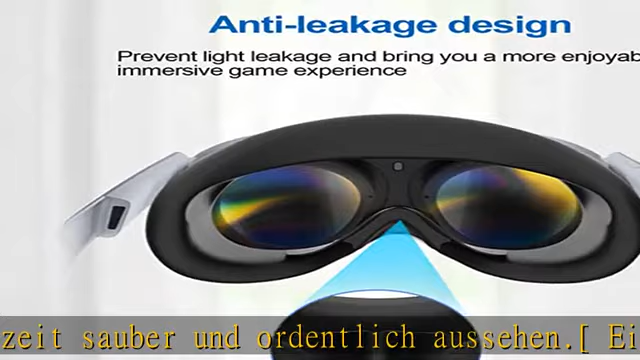 Anti-leakage design
Prevent light leakage and bring you a more enjoyab
immersive game experience
zeit sauber und ordentlich aussehen.[ Ei